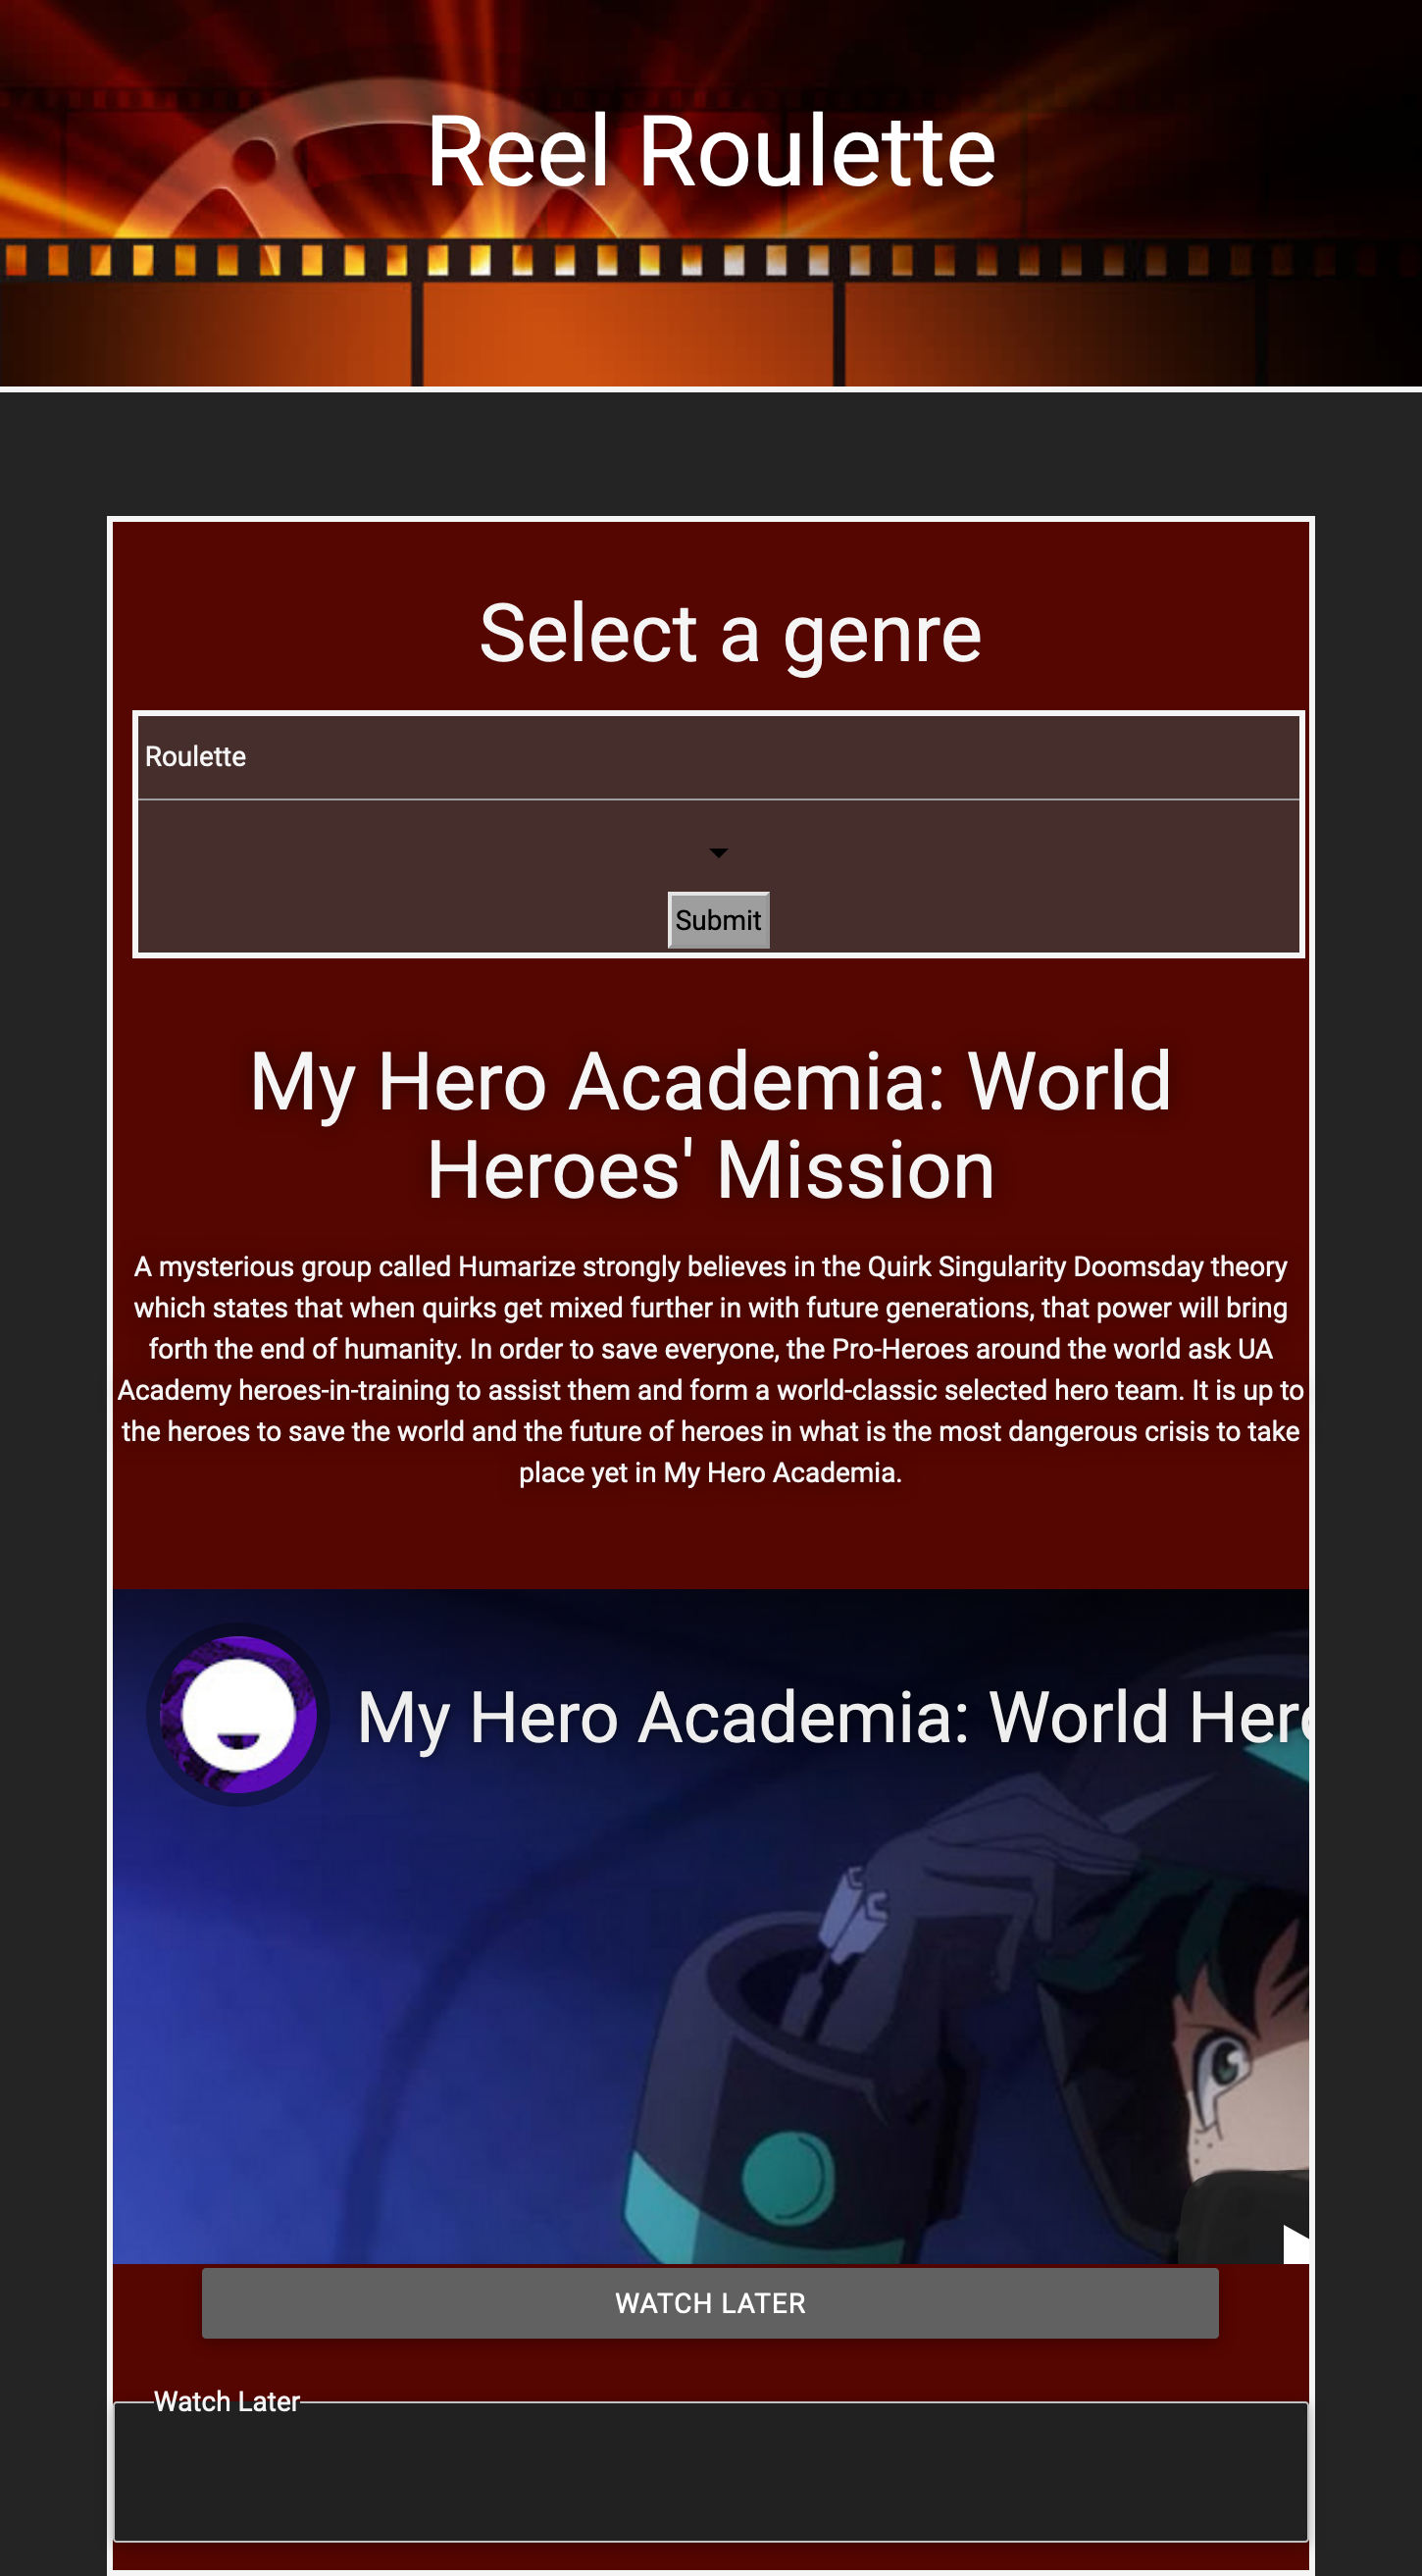 Reel Roulette
Select a genre
Roulette
Submit
My Hero Academia: World
Heroes' Mission
A mysterious group called Humarize strongly believes in the Quirk Singularity Doomsday theory
which states that when quirks get mixed further in with future generations, that power will bring
forth the end of humanity. In order to save everyone, the Pro-Heroes around the world ask UA
Academy heroes-in-training to assist them and form a world-classic selected hero team. It is up to
the heroes to save the world and the future of heroes in what is the most dangerous crisis to take
place yet in My Hero Academia.
My Hero Academia: World Hero
WATCH LATER
Watch Later